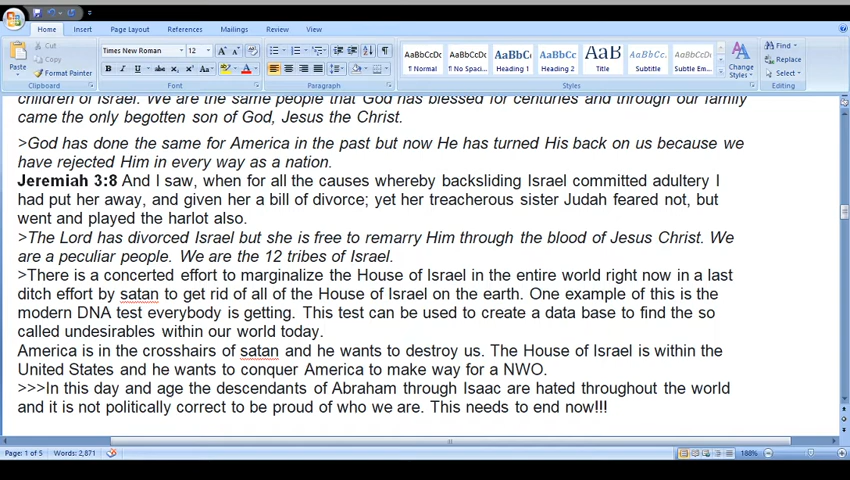 Home Insert Page Layout References Mailings Review View
Cut
Copy
Format Painter
Paste
Clipboard
Times New Roman 12
Font
Paragraph
AaBbCcDc AaBbCcDc AaBbC AaBbCc AaB AaBbCc AaBbCcDc
¶ Normal ¶ No Spaci... Heading 1 Heading 2 Title Subtitle Subtle Em...
Change Styles
Styles
Find
Replace
Select
Editing
children of Israel. We are the same people that God has blessed for centuries and through our family
came the only begotten son of God, Jesus the Christ.
>God has done the same for America in the past but now He has turned His back on us because we
have rejected Him in every way as a nation.
Jeremiah 3:8 And I saw, when for all the causes whereby backsliding Israel committed adultery I
had put her away, and given her a bill of divorce; yet her treacherous sister Judah feared not, but
went and played the harlot also.
>The Lord has divorced Israel but she is free to remarry Him through the blood of Jesus Christ. We
are a peculiar people. We are the 12 tribes of Israel.
>There is a concerted effort to marginalize the House of Israel in the entire world right now in a last
ditch effort by satan to get rid of all of the House of Israel on the earth. One example of this is the
modern DNA test everybody is getting. This test can be used to create a data base to find the so
called undesirables within our world today.
America is in the crosshairs of satan and he wants to destroy us. The House of Israel is within the
United States and he wants to conquer America to make way for a NWO.
>>>In this day and age the descendants of Abraham through Isaac are hated throughout the world
and it is not politically correct to be proud of who we are. This needs to end now!!!
Page: 1 of 5 Words: 2,871 188%